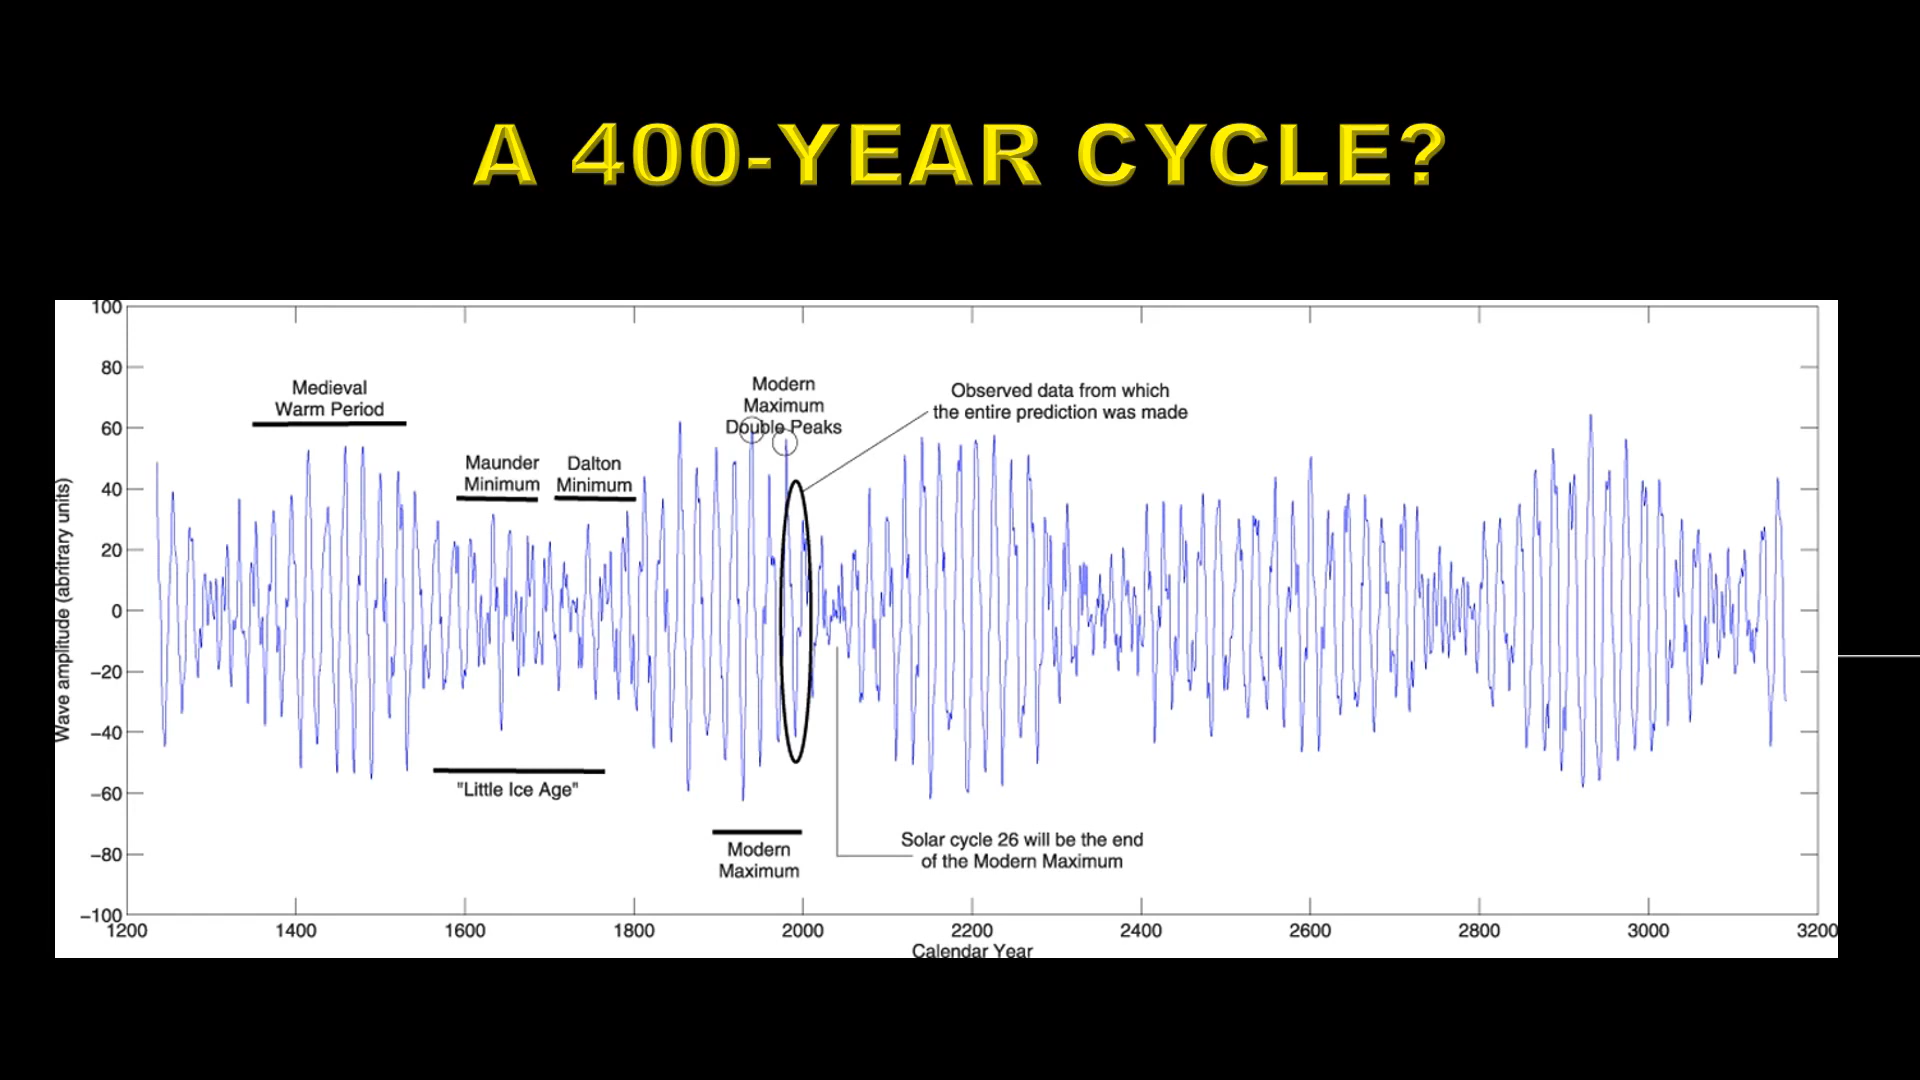 A 400-YEAR CYCLE?
100
80
60
40
20
0
−20
−40
−60
−80
−100
Wave amplitude (abritrary units)
Medieval
Warm Period
Maunder
Minimum
Dalton
Minimum
Modern
Maximum
Double Peaks
Observed data from which
the entire prediction was made
"Little Ice Age"
Modern
Maximum
Solar cycle 26 will be the end
of the Modern Maximum
1200
1400
1600
1800
2000
2200
2400
2600
2800
3000
3200
Calendar Year